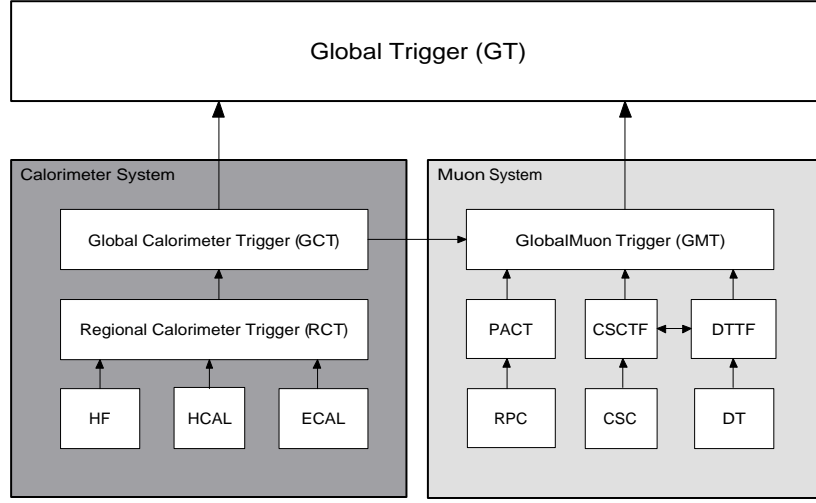 Global Trigger (GT)
Calorimeter System
Muon System
Global Calorimeter Trigger (GCT)
GlobalMuon Trigger (GMT)
Regional Calorimeter Trigger (RCT)
PACT
CSCTF
DTTF
HF
HCAL
ECAL
RPC
CSC
DT